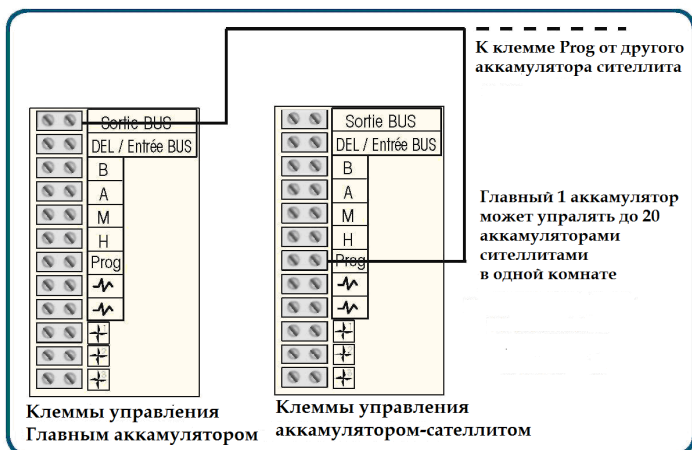 К клемме Prog от другого
аккамулятора сителлита
Sortie BUS
DEL / Entrée BUS
B
A
M
H
Prog
Sortie BUS
DEL / Entrée BUS
B
A
M
H
Prog
Главный 1 аккамулятор
может упралять до 20
аккамуляторами
сителлитами
в одной комнате
Клеммы управления
Главным аккамулятором
Клеммы управления
аккамулятором-сателлитом